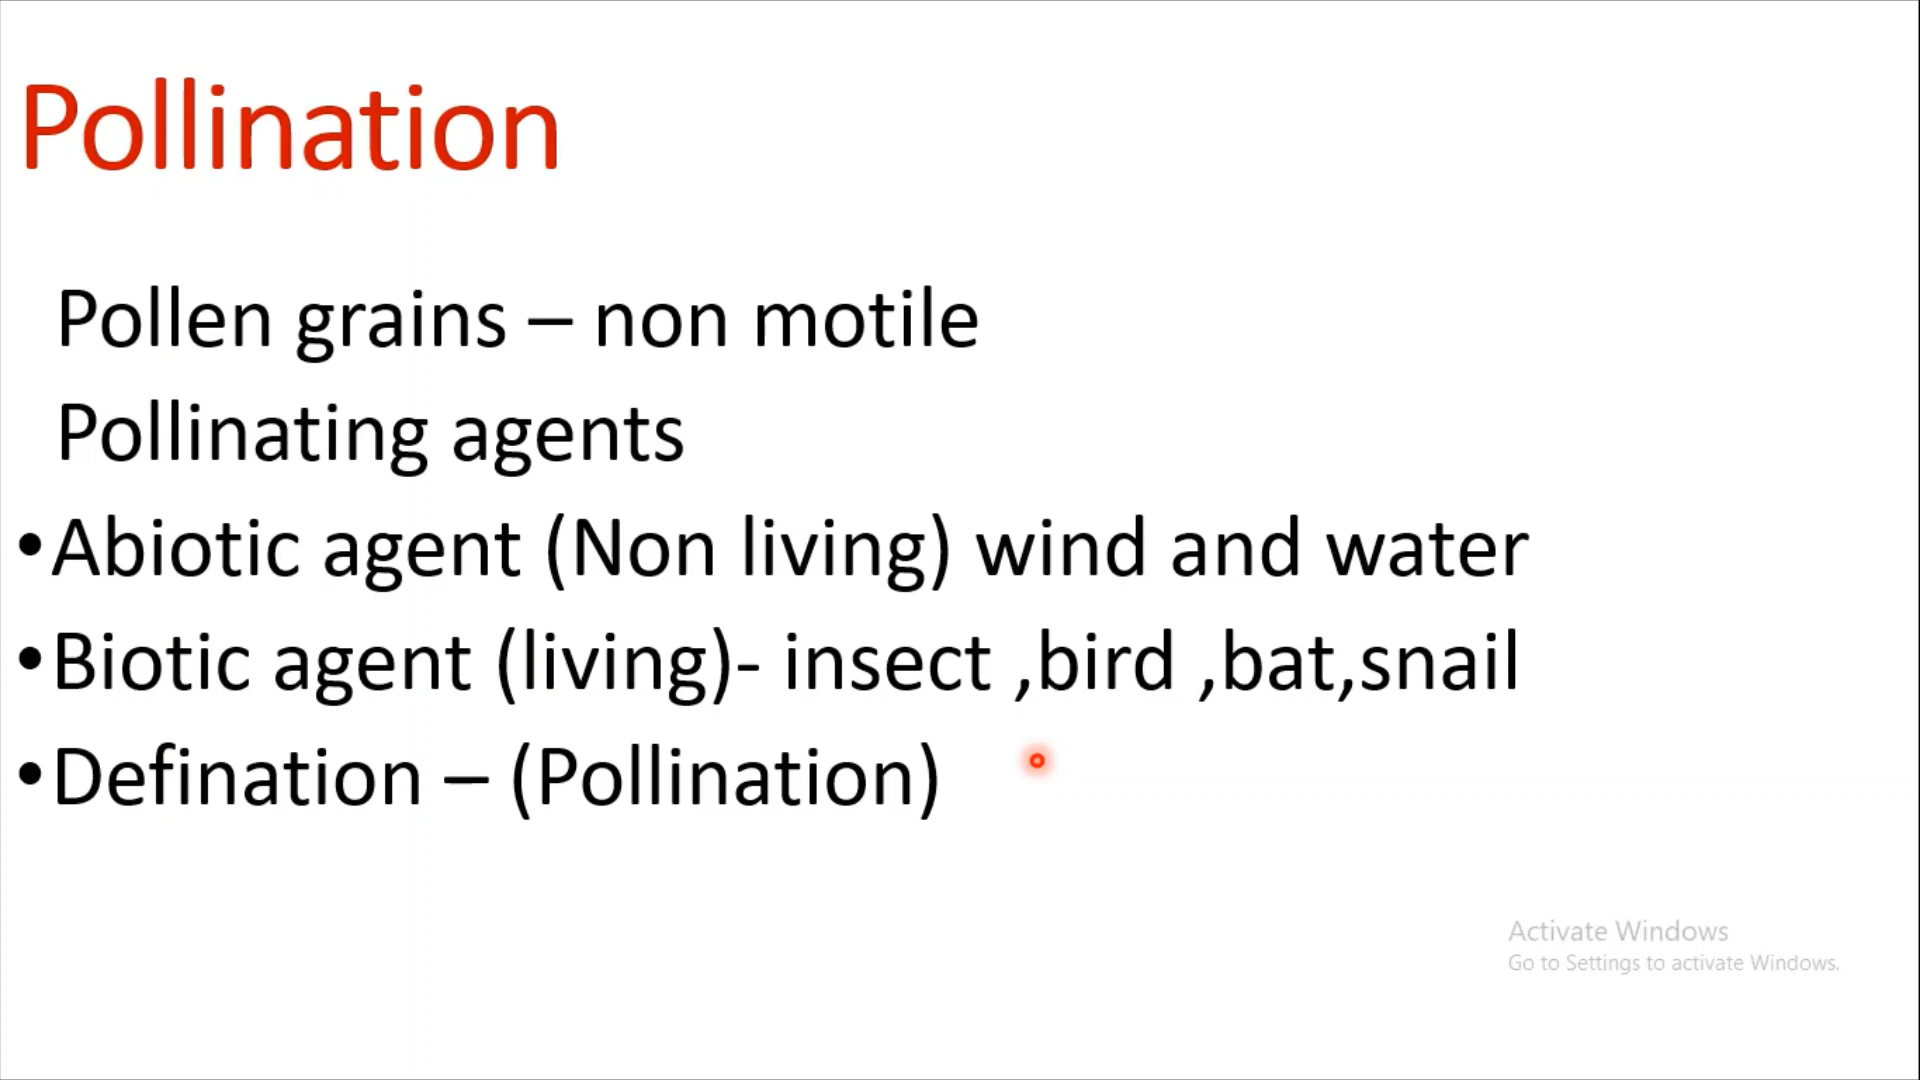 Pollination
Pollen grains – non motile
Pollinating agents
•Abiotic agent (Non living) wind and water
•Biotic agent (living)- insect ,bird ,bat,snail
•Defination – (Pollination)
Activate Windows
Go to Settings to activate Windows.